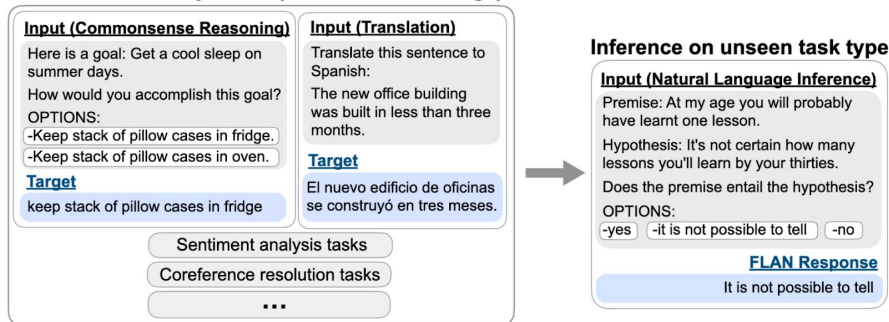 Input (Commonsense Reasoning)
Here is a goal: Get a cool sleep on
summer days.
How would you accomplish this goal?
OPTIONS:
-Keep stack of pillow cases in fridge.
-Keep stack of pillow cases in oven.
Target
keep stack of pillow cases in fridge
Input (Translation)
Translate this sentence to
Spanish:
The new office building
was built in less than three
months.
Target
El nuevo edificio de oficinas
se construyó en tres meses.
Sentiment analysis tasks
Coreference resolution tasks
...
Inference on unseen task type
Input (Natural Language Inference)
Premise: At my age you will probably
have learnt one lesson.
Hypothesis: It's not certain how many
lessons you'll learn by your thirties.
Does the premise entail the hypothesis?
OPTIONS:
-yes -it is not possible to tell -no
FLAN Response
It is not possible to tell